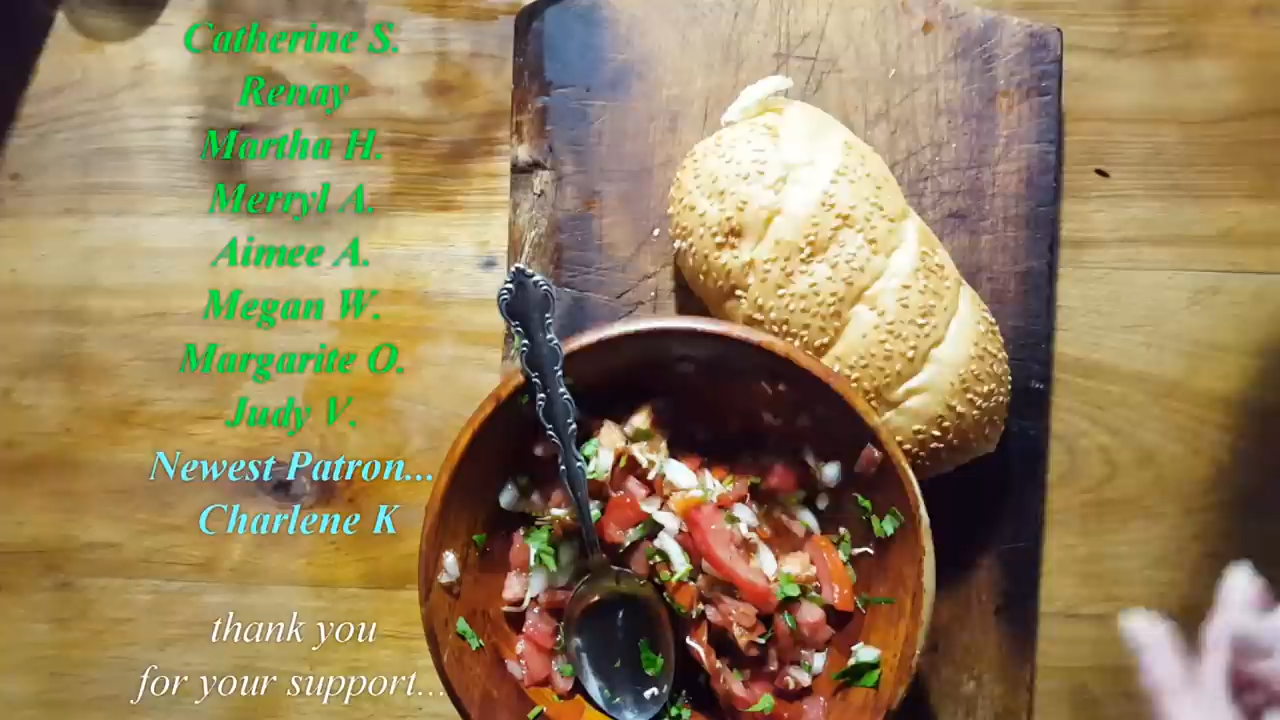 Catherine S.
Renay
Martha H.
Merryl A.
Aimee A.
Megan W.
Margarite O.
Judy V.
Newest Patron...
Charlene K
thank you
for your support...